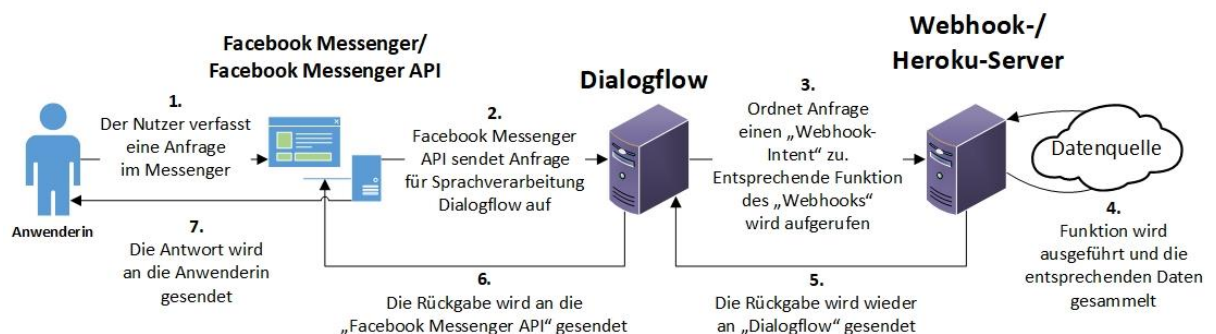 Facebook Messenger/
Facebook Messenger API
Dialogflow
Webhook-/
Heroku-Server
Anwenderin
1.
Der Nutzer verfasst
eine Anfrage
im Messenger
2.
Facebook Messenger
API sendet Anfrage
für Sprachverarbeitung
Dialogflow auf
3.
Ordnet Anfrage
einen „Webhook-
Intent“ zu.
Entsprechende Funktion
des „Webhooks“
wird aufgerufen
Datenquelle
4.
Funktion wird
ausgeführt und die
entsprechenden Daten
gesammelt
5.
Die Rückgabe wird wieder
an „Dialogflow“ gesendet
6.
Die Rückgabe wird an die
„Facebook Messenger API“ gesendet
7.
Die Antwort wird
an die Anwenderin
gesendet